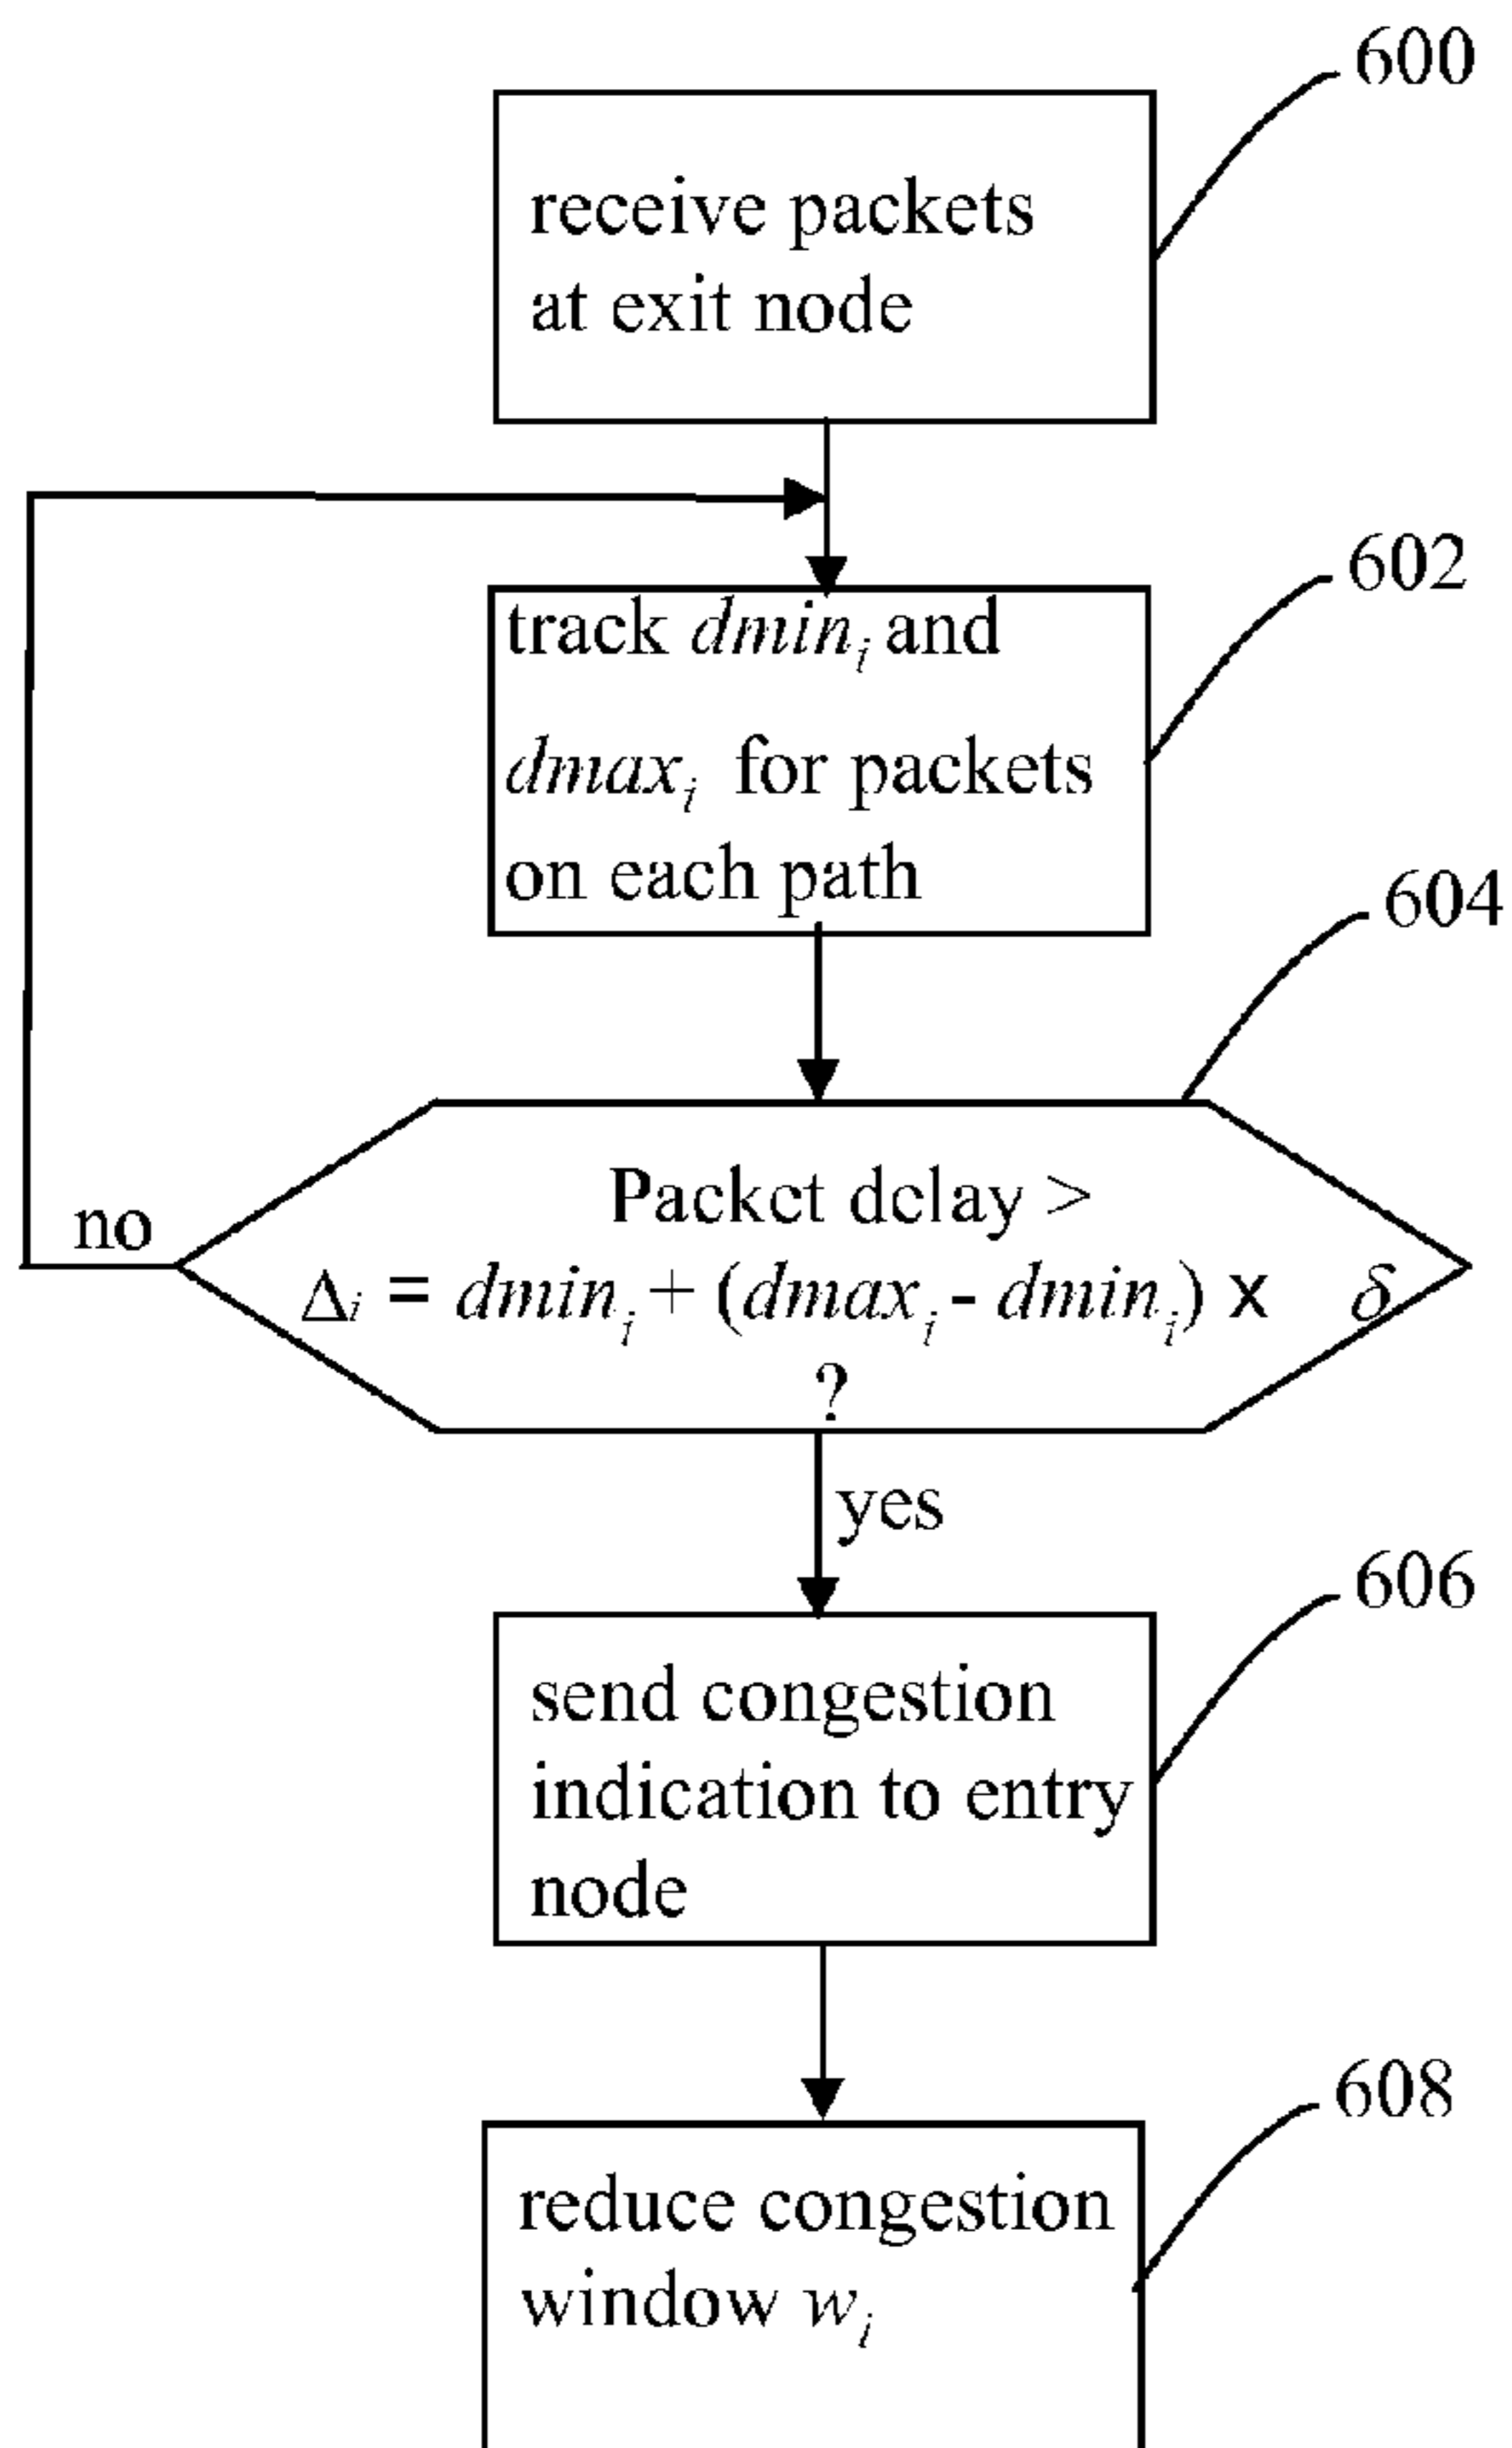 600
receive packets
at exit node
602
track dmin_i and
dmax_i for packets
on each path
604
Packet delay >
Δ_i = dmin_i + (dmax_i - dmin_i) x δ
?
no
yes
606
send congestion
indication to entry
node
608
reduce congestion
window w_i